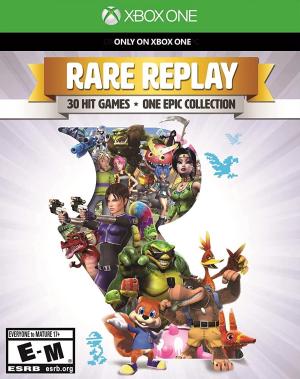 XBOX ONE
ONLY ON XBOX ONE
RARE REPLAY
30 HIT GAMES ★ ONE EPIC COLLECTION
EVERYONE to MATURE 17+
E-M
ESRB esrb.org